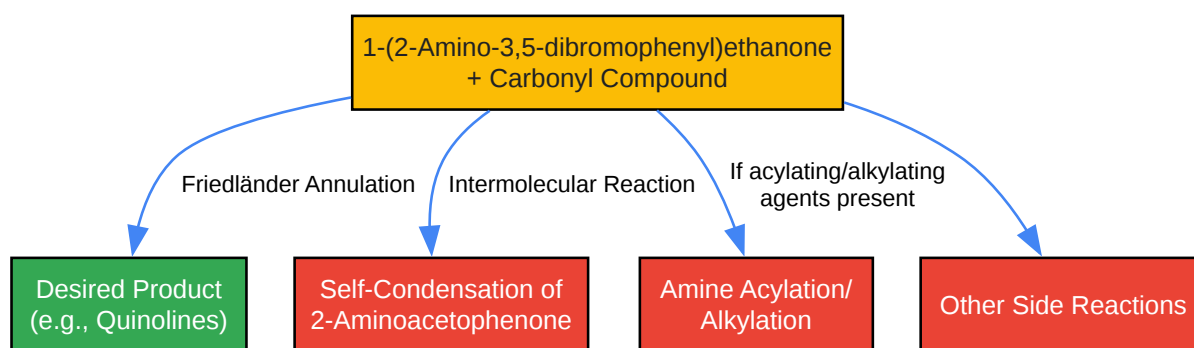 1-(2-Amino-3,5-dibromophenyl)ethanone
+ Carbonyl Compound
Friedländer Annulation
Intermolecular Reaction
If acylating/alkylating
agents present
Desired Product
(e.g., Quinolines)
Self-Condensation of
2-Aminoacetophenone
Amine Acylation/
Alkylation
Other Side Reactions